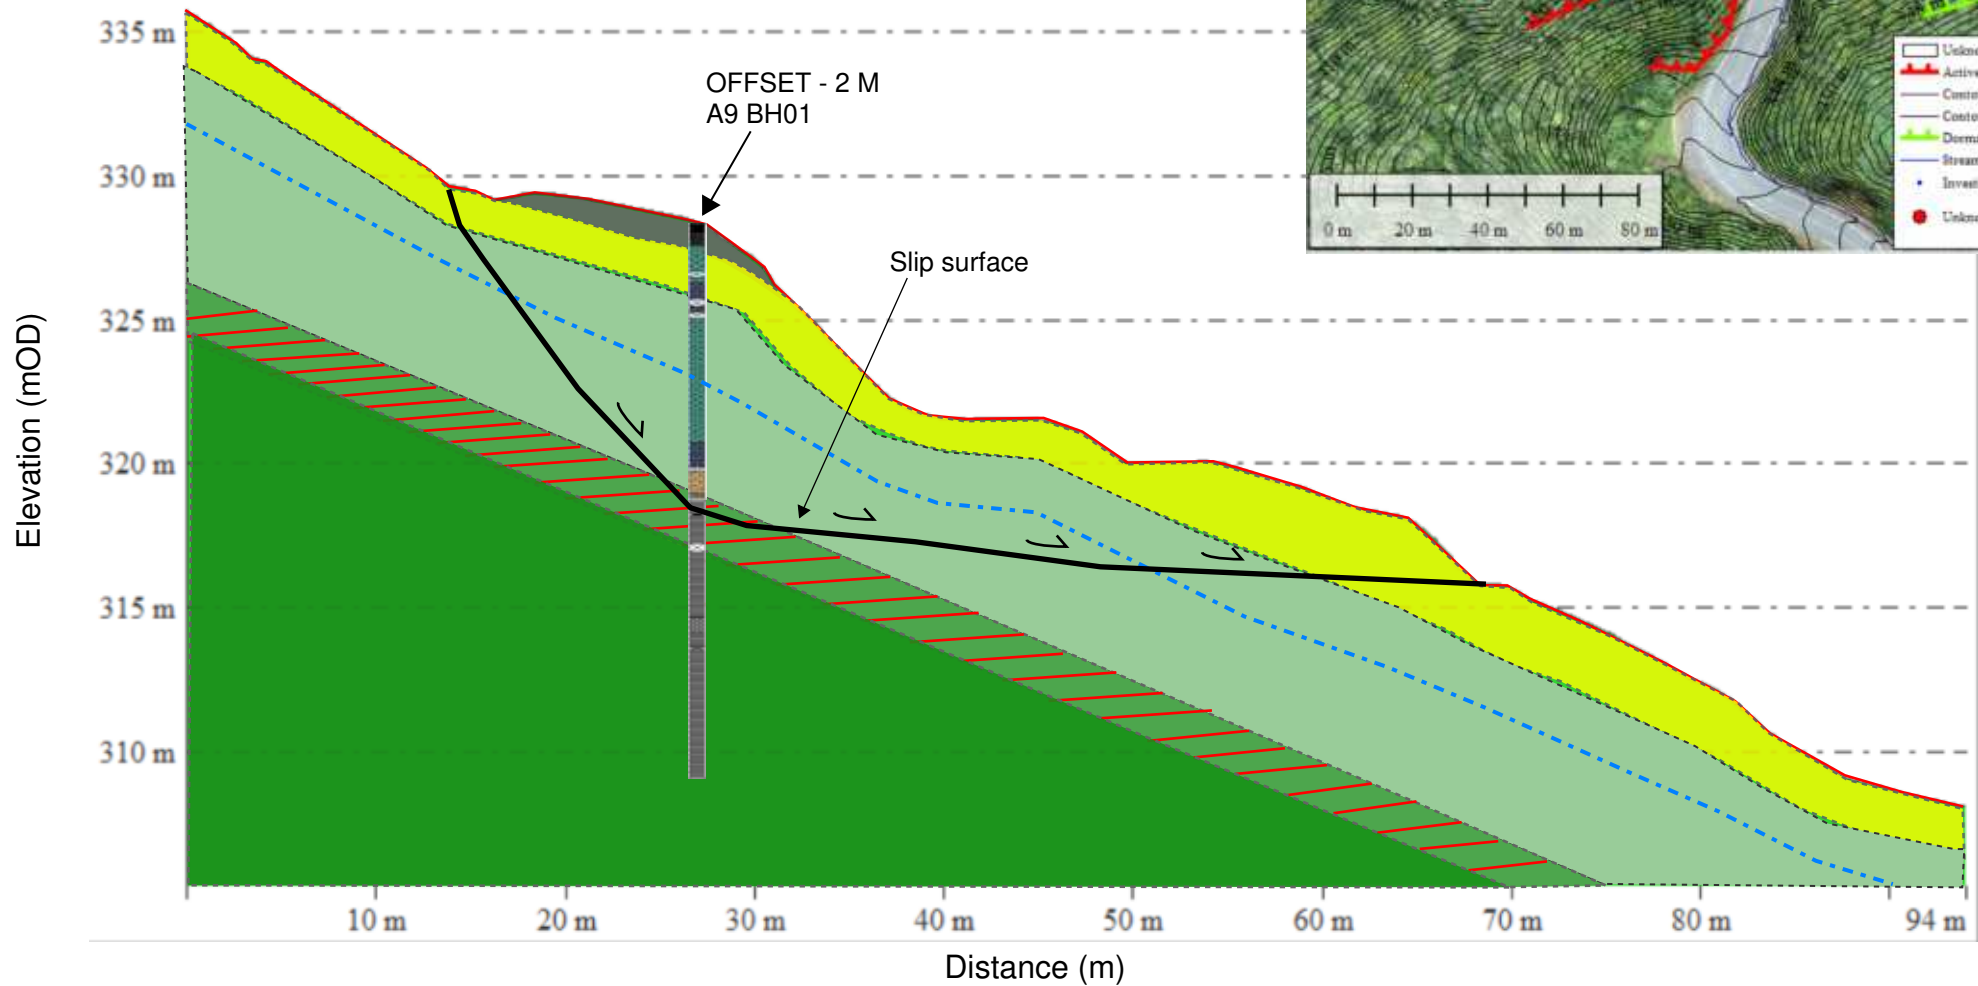 335 m
330 m
325 m
320 m
315 m
310 m
Elevation (mOD)
OFFSET - 2 M
A9 BH01
Slip surface
10 m
20 m
30 m
40 m
50 m
60 m
70 m
80 m
94 m
Distance (m)
0 m
20 m
40 m
60 m
80 m